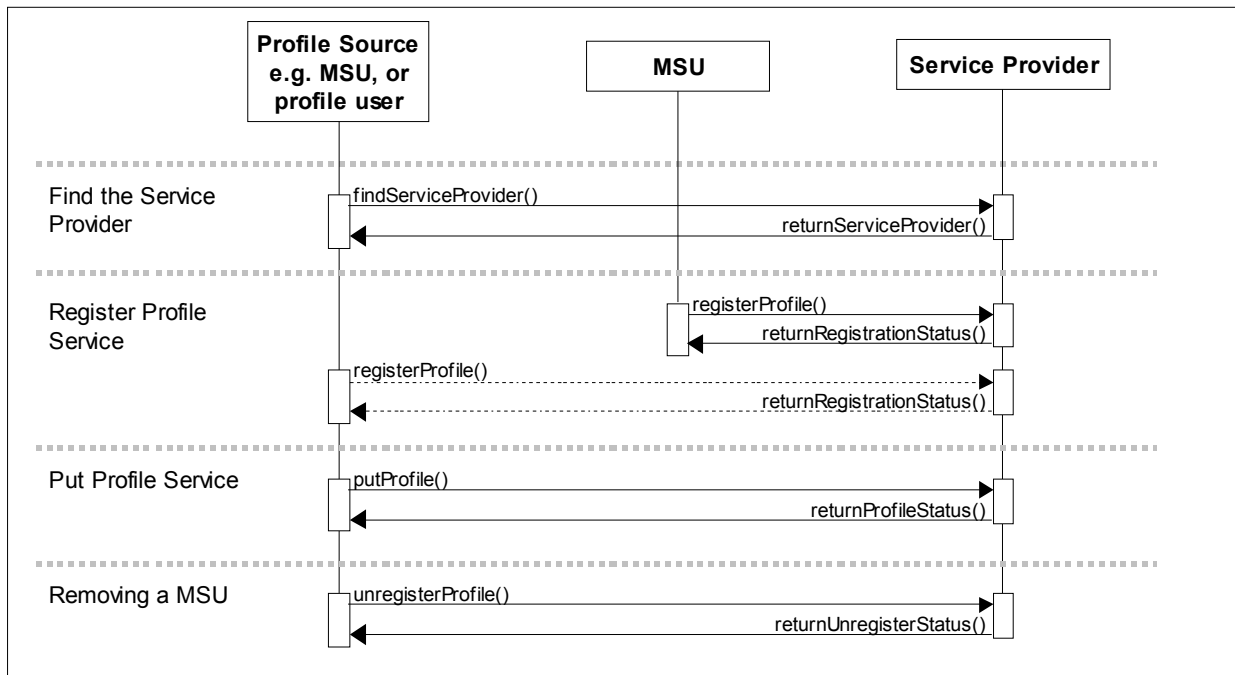 Profile Source
e.g. MSU, or
profile user
MSU
Service Provider
Find the Service
Provider
findServiceProvider()
returnServiceProvider()
Register Profile
Service
registerProfile()
returnRegistrationStatus()
registerProfile()
returnRegistrationStatus()
Put Profile Service
putProfile()
returnProfileStatus()
Removing a MSU
unregisterProfile()
returnUnregisterStatus()